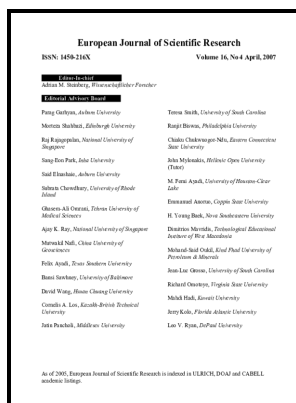 European Journal of Scientific Research
ISSN: 1450-216X Volume 16, No 4 April, 2007
Editor-In-chief
Adrian M. Steinberg, Wissenschaftlicher Forscher
Editorial Advisory Board
Parag Garhyan, Auburn University
Morteza Shahbazi, Edinburgh University
Raj Rajagopalan, National University of
Singapore
Sang-Eon Park, Inha University
Said Elnashaie, Auburn University
Subrata Chowdhury, University of Rhode
Island
Ghasem-Ali Omrani, Tehran University of
Medical Sciences
Ajay K. Ray, National University of Singapore
Mutwakil Nafi, China University of
Geosciences
Felix Ayadi, Texas Southern University
Bansi Sawhney, University of Baltimore
David Wang, Hsuan Chuang University
Cornelis A. Los, Kazakh-British Technical
University
Jatin Pancholi, Middlesex University
Teresa Smith, University of South Carolina
Ranjit Biswas, Philadelphia University
Chiaku Chukwuogor-Ndu, Eastern Connecticut
State University
John Mylonakis, Hellenic Open University
(Tutor)
M. Femi Ayadi, University of Houston-Clear
Lake
Emmanuel Anoruo, Coppin State University
H. Young Baek, Nova Southeastern University
Dimitrios Mavridis, Technological Educational
Institure of West Macedonia
Mohand-Said Oukil, Kind Fhad University of
Petroleum & Minerals
Jean-Luc Grosso, University of South Carolina
Richard Omotoye, Virginia State University
Mahdi Hadi, Kuwait University
Jerry Kolo, Florida Atlantic University
Leo V. Ryan, DePaul University
As of 2005, European Journal of Scientific Research is indexed in ULRICH, DOAJ and CABELL
academic listings.